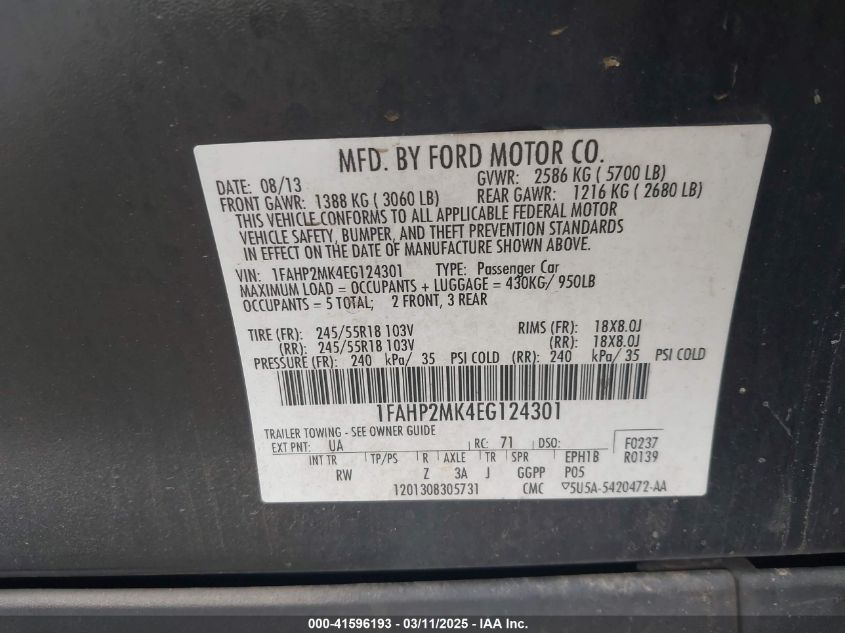 MFD. BY FORD MOTOR CO.
DATE: 08/13 GVWR: 2586 KG ( 5700 LB)
FRONT GAWR: 1388 KG ( 3060 LB) REAR GAWR: 1216 KG ( 2680 LB)
THIS VEHICLE CONFORMS TO ALL APPLICABLE FEDERAL MOTOR
VEHICLE SAFETY, BUMPER, AND THEFT PREVENTION STANDARDS
IN EFFECT ON THE DATE OF MANUFACTURE SHOWN ABOVE.
VIN: 1FAHP2MK4EG124301 TYPE: Passenger Car
MAXIMUM LOAD = OCCUPANTS + LUGGAGE = 430KG/ 950LB
OCCUPANTS = 5 TOTAL; 2 FRONT, 3 REAR
TIRE (FR): 245/55R18 103V RIMS (FR): 18X8.0J
(RR): 245/55R18 103V (RR): 18X8.0J
PRESSURE (FR): 240 kPa/ 35 PSI COLD (RR): 240 kPa/ 35 PSI COLD
1FAHP2MK4EG124301
TRAILER TOWING - SEE OWNER GUIDE
EXT PNT: UA RC: 71 DSO: F0237
INT TR TP/PS R AXLE TR SPR EPH1B R0139
RW Z 3A J GGPP P05
1201308305731 CMC ▽5U5A-5420472-AA
000-41596193 - 03/11/2025 - IAA Inc.